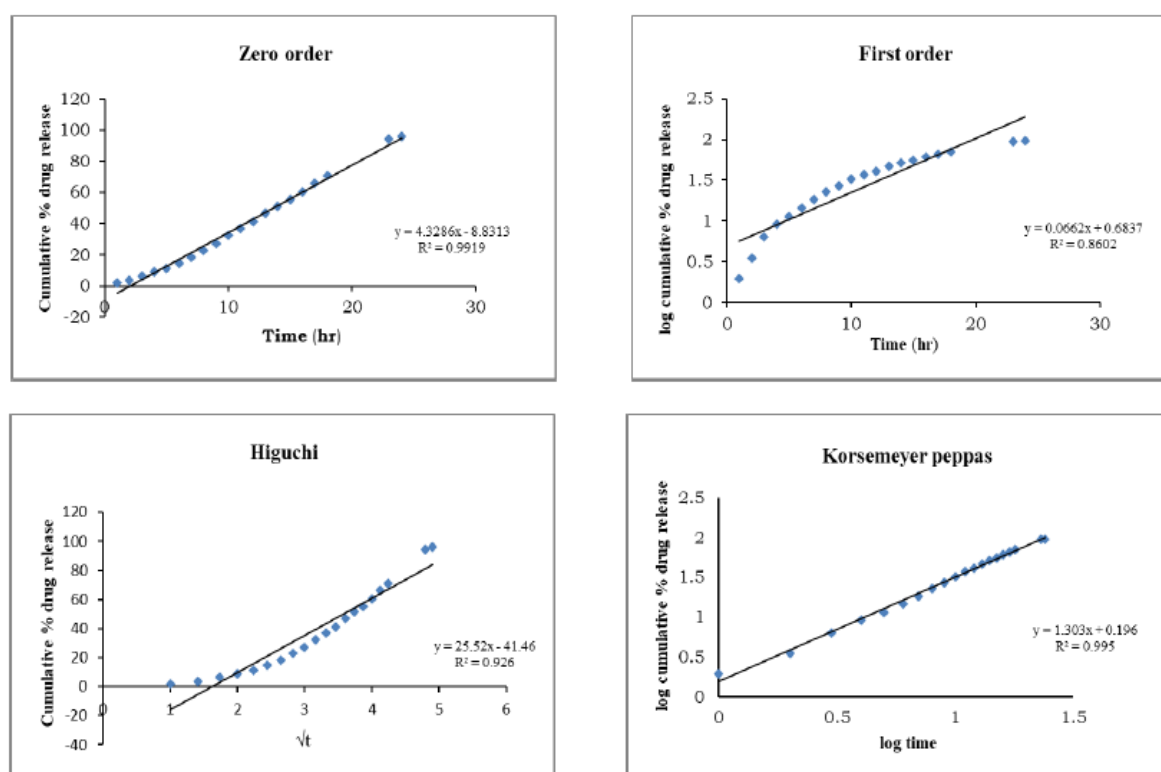 Zero order
Cumulative % drug release
120
100
80
60
40
20
0
-20
0
10
20
30
y = 4.3286x - 8.8313
R² = 0.9919
Time (hr)
First order
log cumulative % drug release
2.5
2
1.5
1
0.5
0
0
10
20
30
y = 0.0662x + 0.6837
R² = 0.8602
Time (hr)
Higuchi
Cumulative % drug release
120
100
80
60
40
20
0
-20
-40
0
1
2
3
4
5
6
y = 25.52x - 41.46
R² = 0.926
√t
Korsemeyer peppas
log cumulative % drug release
2.5
2
1.5
1
0.5
0
0
0.5
1
1.5
y = 1.303x + 0.196
R² = 0.995
log time